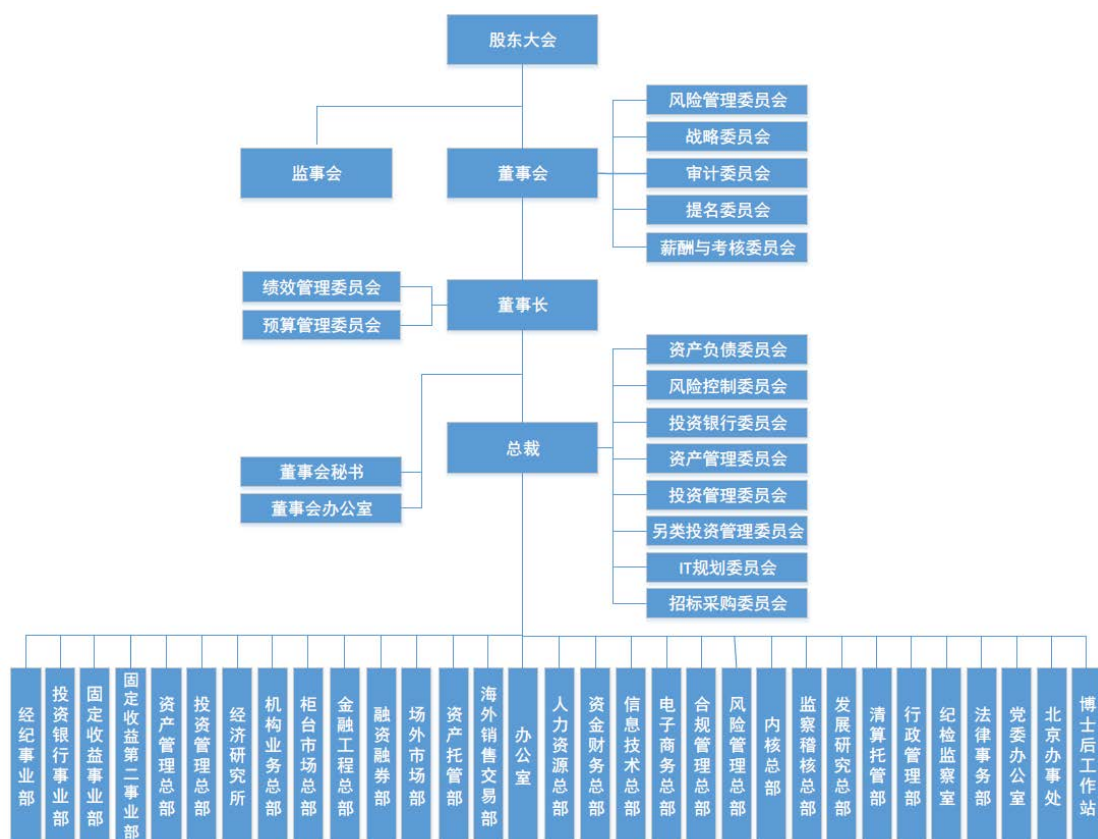 股东大会
风险管理委员会
战略委员会
监事会
董事会
审计委员会
提名委员会
薪酬与考核委员会
绩效管理委员会
预算管理委员会
董事长
资产负债委员会
风险控制委员会
投资银行委员会
总裁
资产管理委员会
董事会秘书
董事会办公室
投资管理委员会
另类投资管理委员会
IT规划委员会
招标采购委员会
经纪事业部
投资银行事业部
固定收益事业部
固定收益第二事业部
资产管理总部
投资管理总部
经济研究所
机构业务总部
柜台市场总部
金融工程总部
融资融券部
场外市场部
资产托管部
海外销售交易部
办公室
人力资源总部
资金财务总部
信息技术总部
电子商务总部
合规管理总部
风险管理总部
内核总部
监察稽核总部
发展研究总部
清算托管部
行政管理部
纪检监察室
法律事务部
党委办公室
北京办事处
博士后工作站